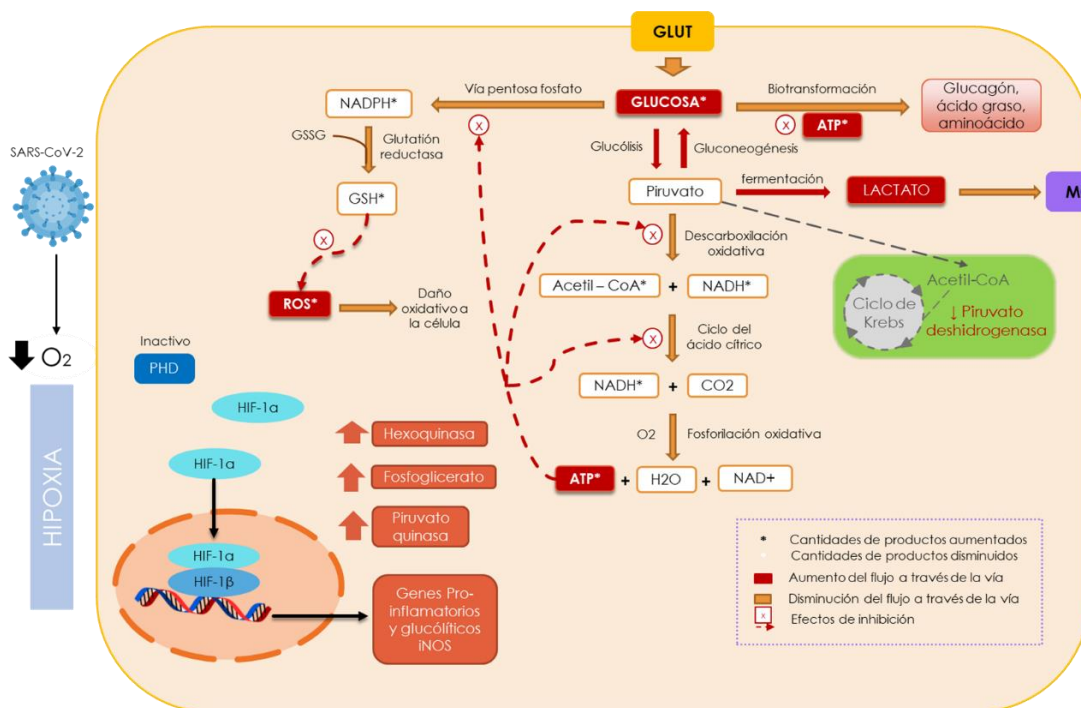 GLUT
Vía pentosa fosfato
Biotransformación
NADPH*
GLUCOSA*
Glucagón,
ácido graso,
aminoácido
X
X
ATP*
GSSG
Glutatión
reductasa
Glucólisis
Gluconeogénesis
SARS-CoV-2
GSH*
Piruvato
fermentación
LACTATO
M
X
X
Descarboxilación
oxidativa
ROS*
Daño
oxidativo a
la célula
Acetil – CoA*
+
NADH*
Ciclo de
Krebs
Acetil-CoA
↓ Piruvato
deshidrogenasa
Inactivo
PHD
O2
X
Ciclo del
ácido cítrico
NADH*
+
CO2
HIF-1α
Hexoquinasa
O2
Fosforilación oxidativa
HIF-1α
Fosfoglicerato
ATP*
+
H2O
+
NAD+
HIPOXIA
Piruvato
quinasa
HIF-1α
HIF-1β
Genes Pro-
inflamatorios
y glucólíticos
iNOS
* Cantidades de productos aumentados
* Cantidades de productos disminuidos
Aumento del flujo a través de la vía
Disminución del flujo a través de la vía
X Efectos de inhibición